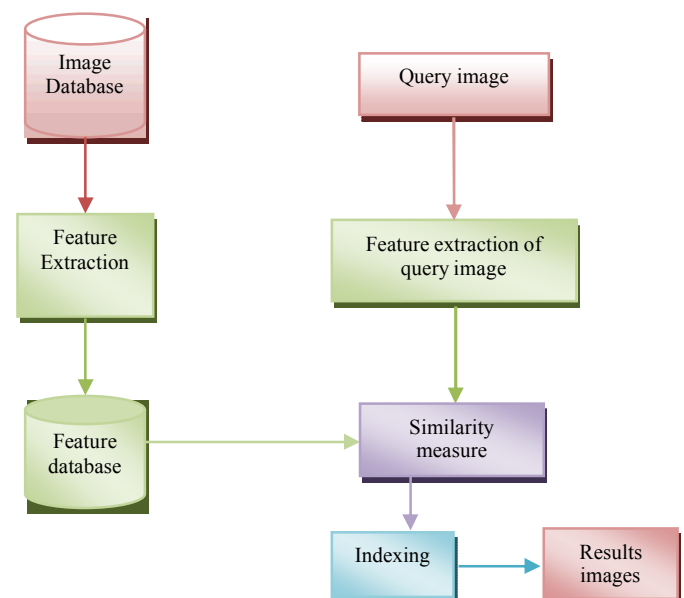 Image
Database
Query image
Feature
Extraction
Feature extraction of
query image
Feature
database
Similarity
measure
Indexing
Results
images